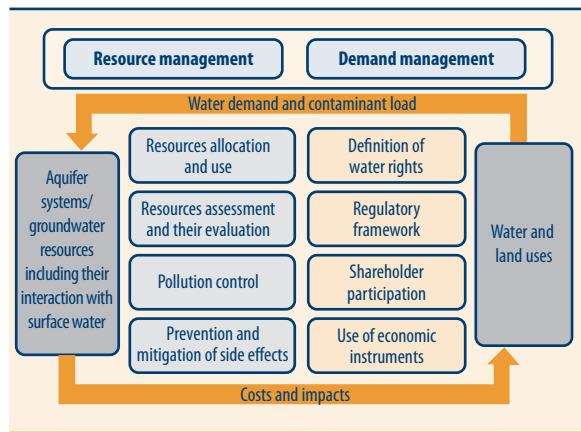 Resource management
Demand management
Water demand and contaminant load
Aquifer
systems/
groundwater
resources
including their
interaction with
surface water
Resources allocation
and use
Definition of
water rights
Resources assessment
and their evaluation
Regulatory
framework
Pollution control
Shareholder
participation
Prevention and
mitigation of side effects
Use of economic
instruments
Water and
land uses
Costs and impacts